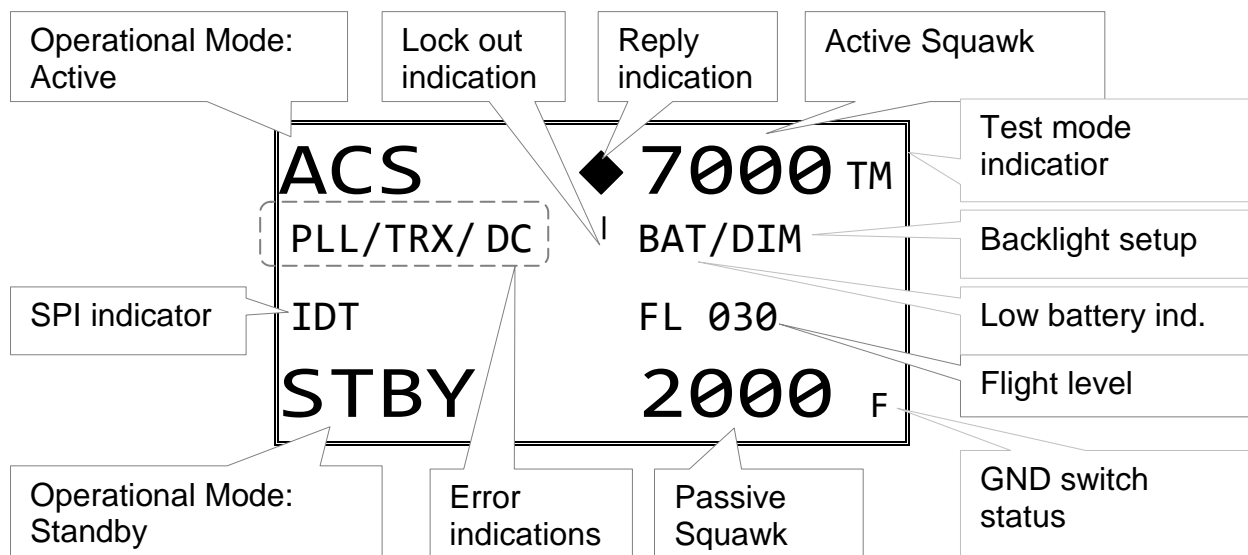 Operational Mode:
Active
Lock out
indication
Reply
indication
Active Squawk
Test mode
indicatior
ACS
◆ 7000 TM
PLL/TRX/ DC
I
BAT/DIM
Backlight setup
SPI indicator
IDT
FL 030
Low battery ind.
Flight level
STBY
2000 F
Operational Mode:
Standby
Error
indications
Passive
Squawk
GND switch
status